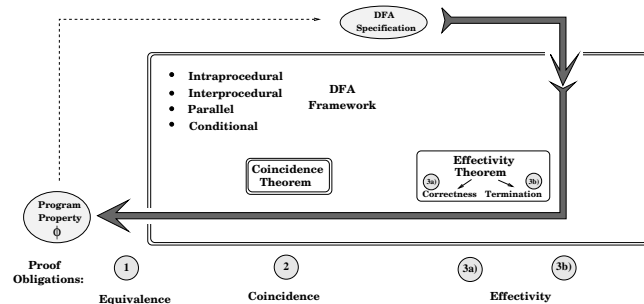 DFA
Specification
• Intraprocedural
• Interprocedural
• Parallel
• Conditional
DFA
Framework
Coincidence
Theorem
Effectivity
Theorem
3a) 3b)
Correctness Termination
Program
Property
ϕ
Proof
Obligations:
1 2 3a) 3b)
Equivalence Coincidence Effectivity